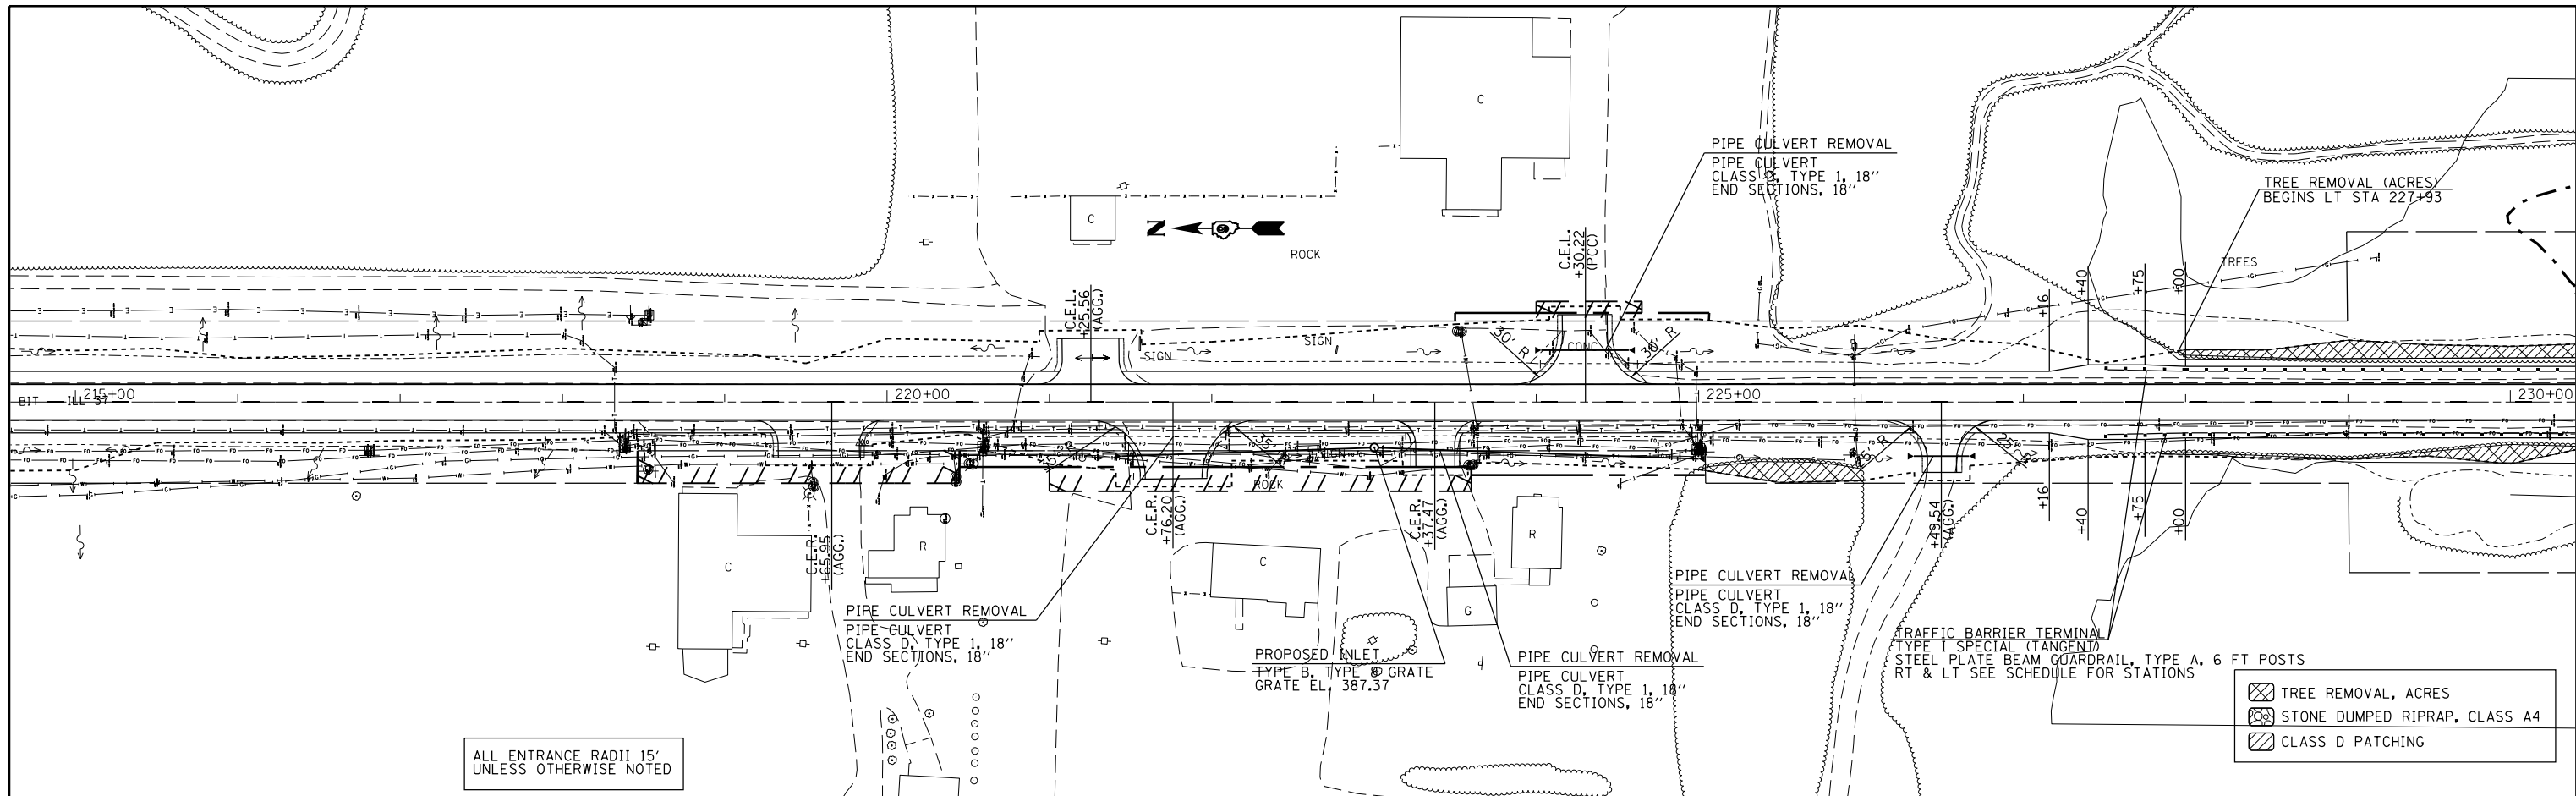 C
PIPE CULVERT REMOVAL
PIPE CULVERT
CLASS D, TYPE 1, 18"
END SECTIONS, 18"
TREE REMOVAL (ACRES)
BEGINS LT STA 227+93
C
N
ROCK
C.E.L.
+30.22
(PCC)
TREES
C.E.L.
+25.56
(AGG.)
+16
+40
+75
+00
SIGN
SIGN
30' R
CONC
30' R
BIT
ILL 37
215+00
220+00
225+00
230+00
35' R
SIGN
ROCK
25' R
C.E.R.
+65.95
(AGG.)
C.E.R.
+76.20
(AGG.)
C.E.R.
+37.47
(AGG.)
+49.54
(AGG.)
+16
+40
+75
+00
C
R
C
R
G
PIPE CULVERT REMOVAL
PIPE CULVERT
CLASS D, TYPE 1, 18"
END SECTIONS, 18"
PROPOSED INLET
TYPE B, TYPE 8 GRATE
GRATE EL. 387.37
PIPE CULVERT REMOVAL
PIPE CULVERT
CLASS D, TYPE 1, 18"
END SECTIONS, 18"
PIPE CULVERT REMOVAL
PIPE CULVERT
CLASS D, TYPE 1, 18"
END SECTIONS, 18"
TRAFFIC BARRIER TERMINAL
TYPE I SPECIAL (TANGENT)
STEEL PLATE BEAM GUARDRAIL, TYPE A, 6 FT POSTS
RT & LT SEE SCHEDULE FOR STATIONS
TREE REMOVAL, ACRES
STONE DUMPED RIPRAP, CLASS A4
CLASS D PATCHING
ALL ENTRANCE RADII 15'
UNLESS OTHERWISE NOTED